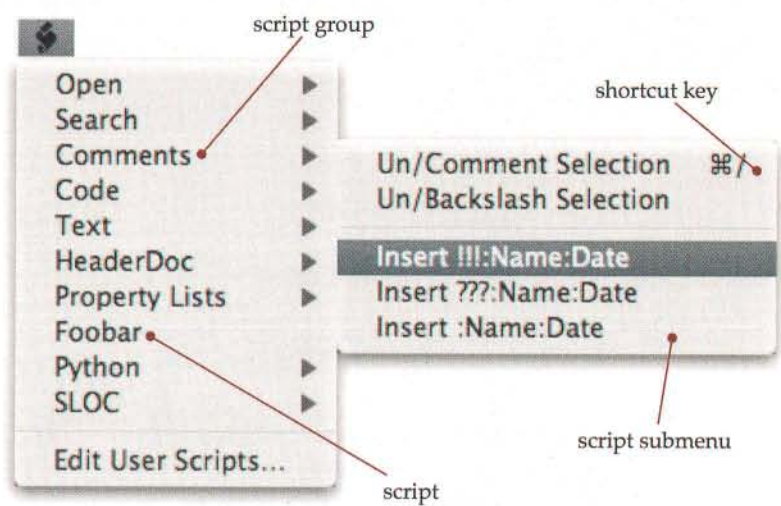 script group
Open
Search
Comments
Code
Text
HeaderDoc
Property Lists
Foobar
Python
SLOC
Edit User Scripts...
shortcut key
Un/Comment Selection ⌘/
Un/Backslash Selection
Insert !!!:Name:Date
Insert ???:Name:Date
Insert :Name:Date
script submenu
script